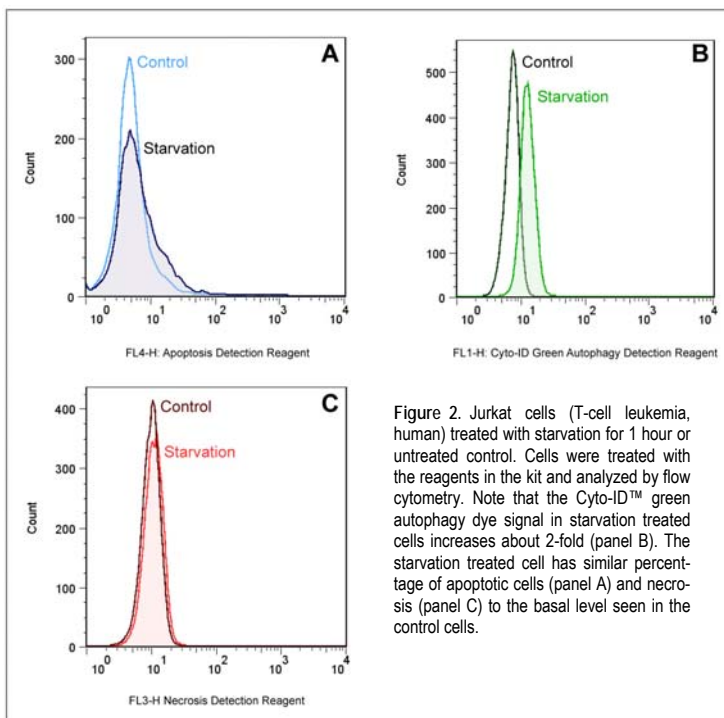 A
Control
Starvation
300
200
100
0
Count
10⁰
10¹
10²
10³
10⁴
FL4-H: Apoptosis Detection Reagent
B
Control
Starvation
500
400
300
200
100
0
Count
10⁰
10¹
10²
10³
10⁴
FL1-H: Cyto-ID Green Autophagy Detection Reagent
C
Control
Starvation
400
300
200
100
0
Count
10⁰
10¹
10²
10³
10⁴
FL3-H Necrosis Detection Reagent
Figure 2. Jurkat cells (T-cell leukemia,
human) treated with starvation for 1 hour or
untreated control. Cells were treated with
the reagents in the kit and analyzed by flow
cytometry. Note that the Cyto-ID™ green
autophagy dye signal in starvation treated
cells increases about 2-fold (panel B). The
starvation treated cell has similar percent-
tage of apoptotic cells (panel A) and necro-
sis (panel C) to the basal level seen in the
control cells.